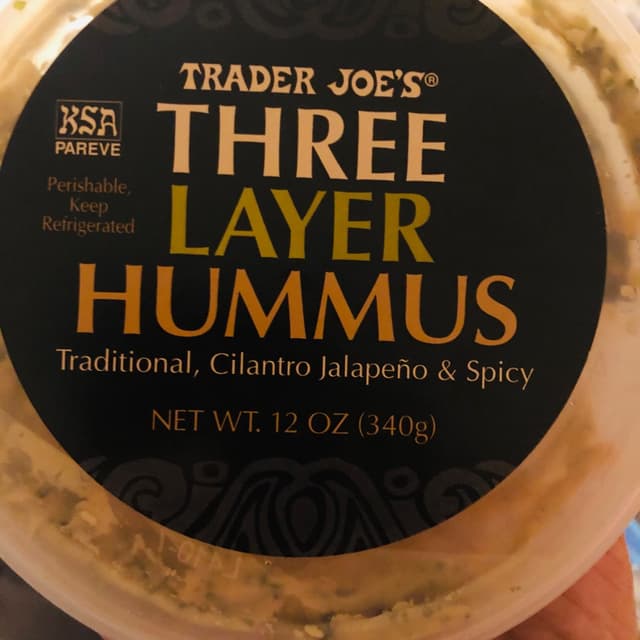 TRADER JOE'S®
KSA
PAREVE
THREE
Perishable,
Keep
Refrigerated
LAYER
HUMMUS
Traditional, Cilantro Jalapeño & Spicy
NET WT. 12 OZ (340g)